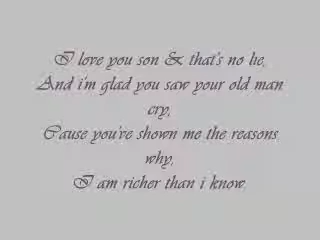 I love you son & that's no lie,
And i'm glad you saw your old man
cry,
Cause you've shown me the reasons
why,
I am richer than i know